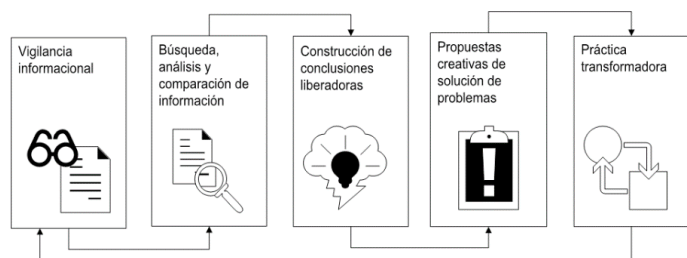 Vigilancia
informacional
Búsqueda,
análisis y
comparación de
información
Construcción de
conclusiones
liberadoras
Propuestas
creativas de
solución de
problemas
Práctica
transformadora